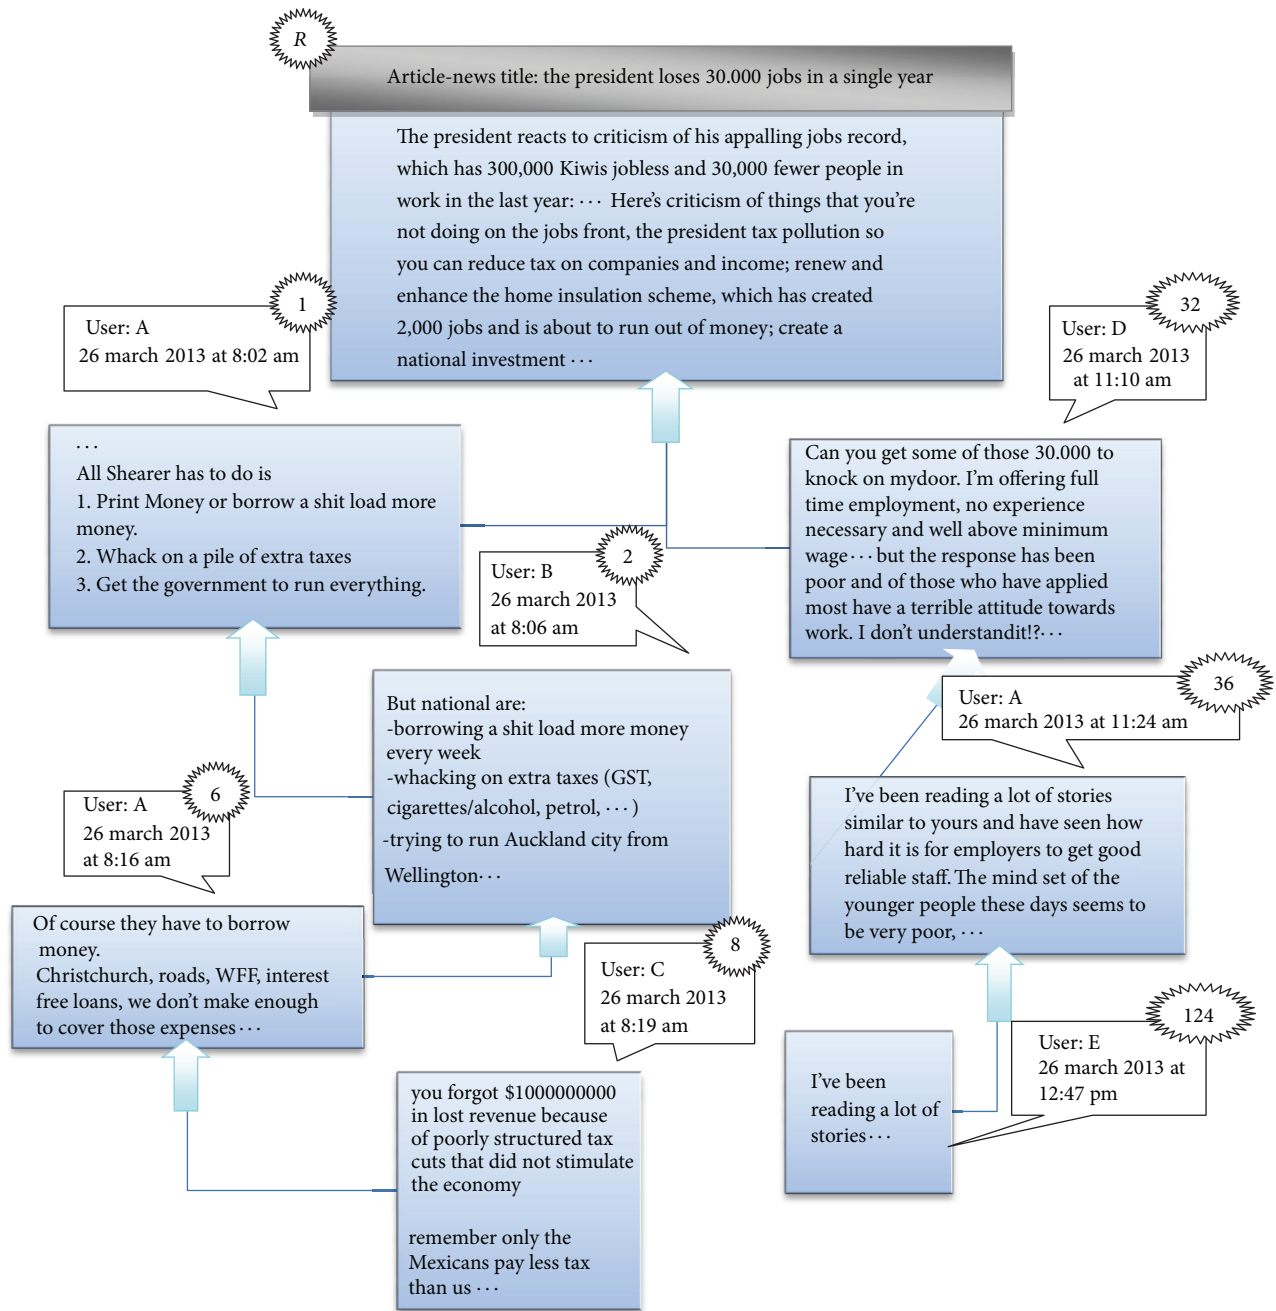 R
Article-news title: the president loses 30.000 jobs in a single year
The president reacts to criticism of his appalling jobs record,
which has 300,000 Kiwis jobless and 30,000 fewer people in
work in the last year: ··· Here's criticism of things that you're
not doing on the jobs front, the president tax pollution so
you can reduce tax on companies and income; renew and
enhance the home insulation scheme, which has created
2,000 jobs and is about to run out of money; create a
national investment ···
1
User: A
26 march 2013 at 8:02 am
···
All Shearer has to do is
1. Print Money or borrow a shit load more
money.
2. Whack on a pile of extra taxes
3. Get the government to run everything.
32
User: D
26 march 2013
at 11:10 am
Can you get some of those 30.000 to
knock on mydoor. I'm offering full
time employment, no experience
necessary and well above minimum
wage··· but the response has been
poor and of those who have applied
most have a terrible attitude towards
work. I don't understandit!?···
2
User: B
26 march 2013
at 8:06 am
But national are:
-borrowing a shit load more money
every week
-whacking on extra taxes (GST,
cigarettes/alcohol, petrol, ··· )
-trying to run Auckland city from
Wellington···
36
User: A
26 march 2013 at 11:24 am
I've been reading a lot of stories
similar to yours and have seen how
hard it is for employers to get good
reliable staff. The mind set of the
younger people these days seems to
be very poor, ···
6
User: A
26 march 2013
at 8:16 am
Of course they have to borrow
money.
Christchurch, roads, WFF, interest
free loans, we don't make enough
to cover those expenses···
8
User: C
26 march 2013
at 8:19 am
you forgot $1000000000
in lost revenue because
of poorly structured tax
cuts that did not stimulate
the economy
remember only the
Mexicans pay less tax
than us ···
124
User: E
26 march 2013 at
12:47 pm
I've been
reading a lot of
stories···